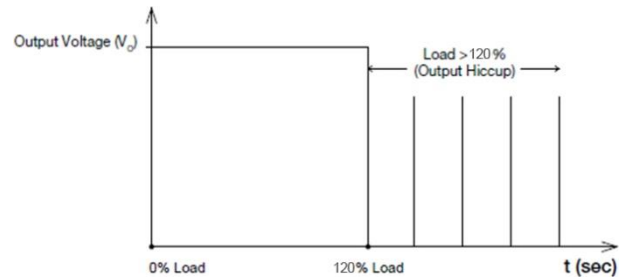 Output Voltage (Vo)
Load >120%
(Output Hiccup)
0% Load
120% Load
t (sec)